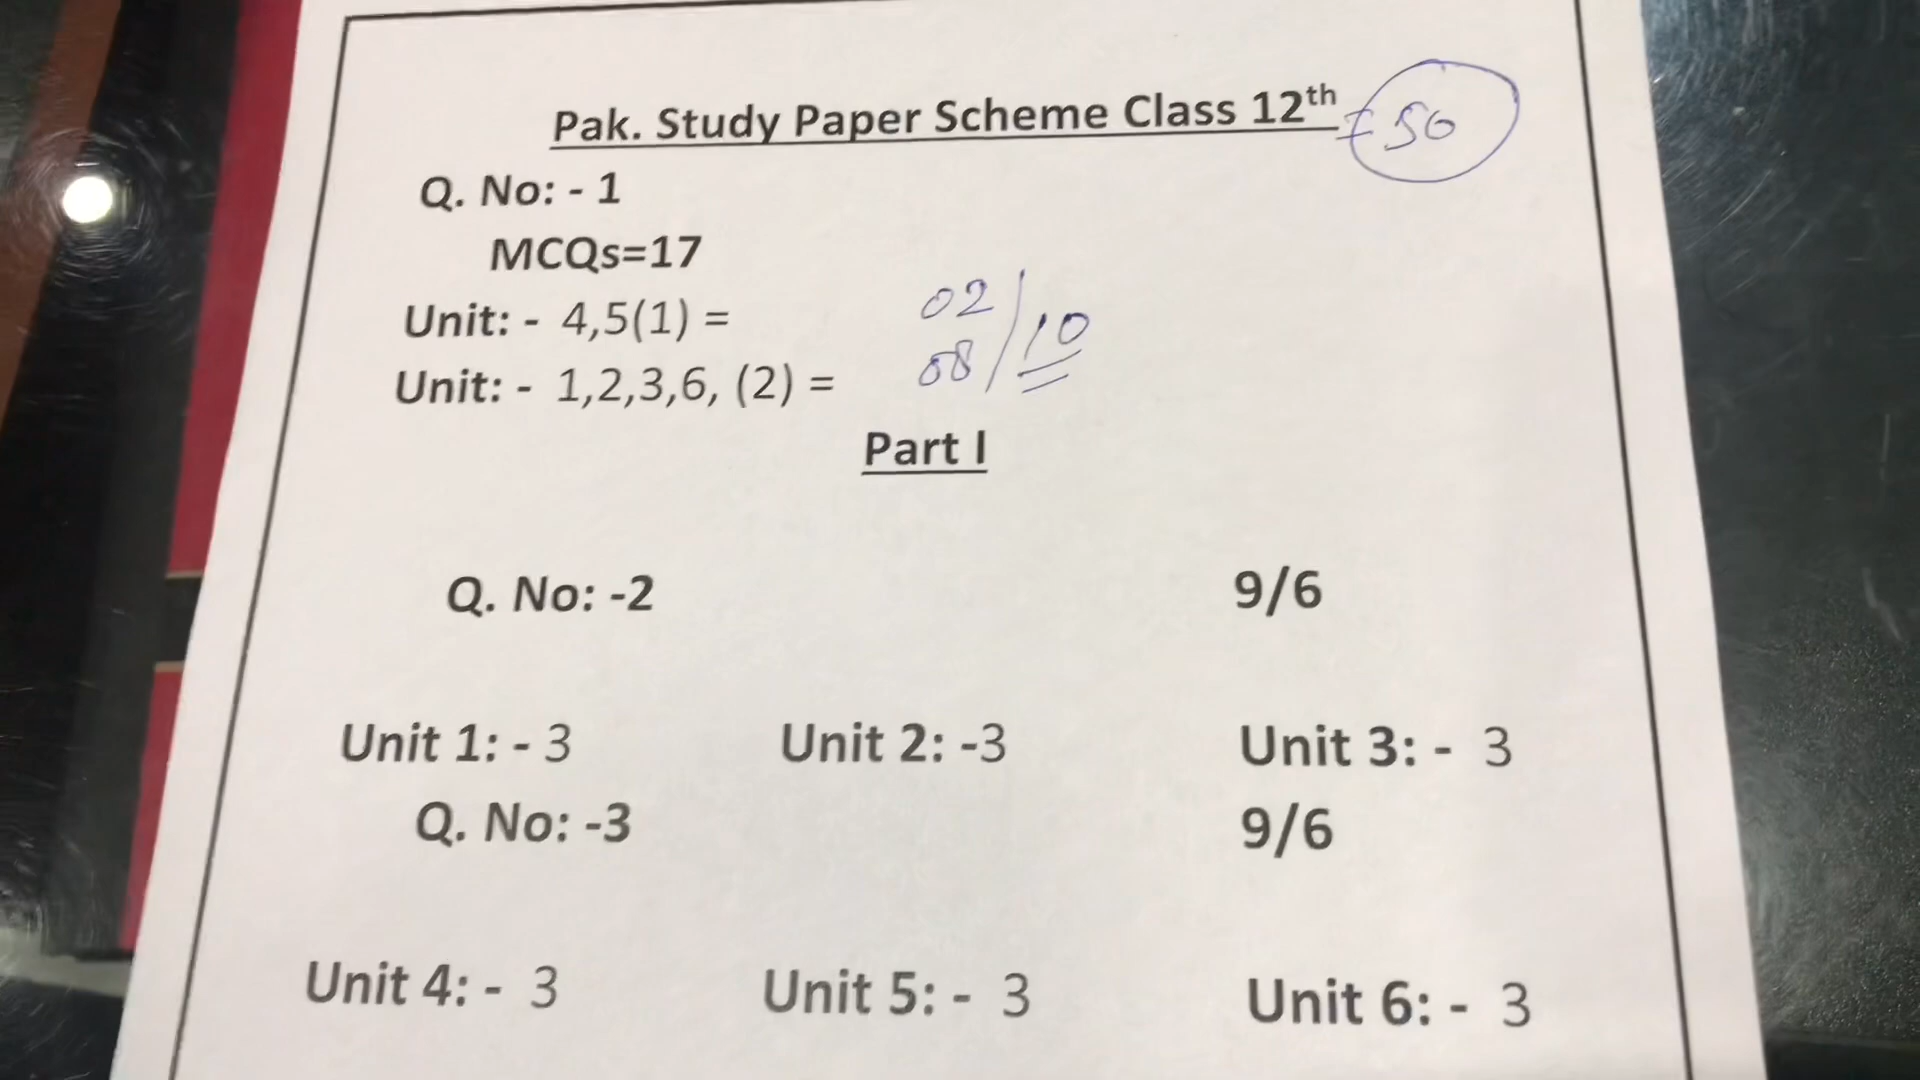 Pak. Study Paper Scheme Class 12th = 50
Q. No: - 1
MCQs=17
Unit: - 4,5(1) = 02
Unit: - 1,2,3,6, (2) = 08 / 10
Part I
Q. No: -2 9/6
Unit 1: - 3 Unit 2: -3 Unit 3: - 3
Q. No: -3 9/6
Unit 4: - 3 Unit 5: - 3 Unit 6: - 3